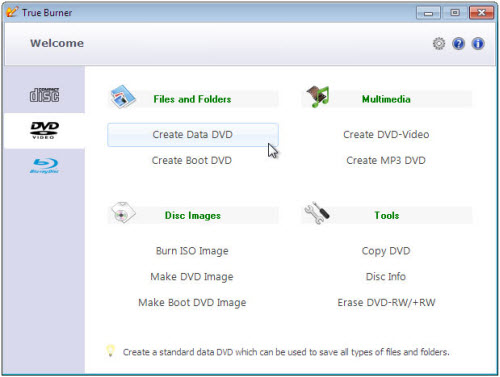 True Burner
Welcome
disc
DVD
VIDEO
Blu-ray Disc
Files and Folders
Create Data DVD
Create Boot DVD
Multimedia
Create DVD-Video
Create MP3 DVD
Disc Images
Burn ISO Image
Make DVD Image
Make Boot DVD Image
Tools
Copy DVD
Disc Info
Erase DVD-RW/+RW
Create a standard data DVD which can be used to save all types of files and folders.